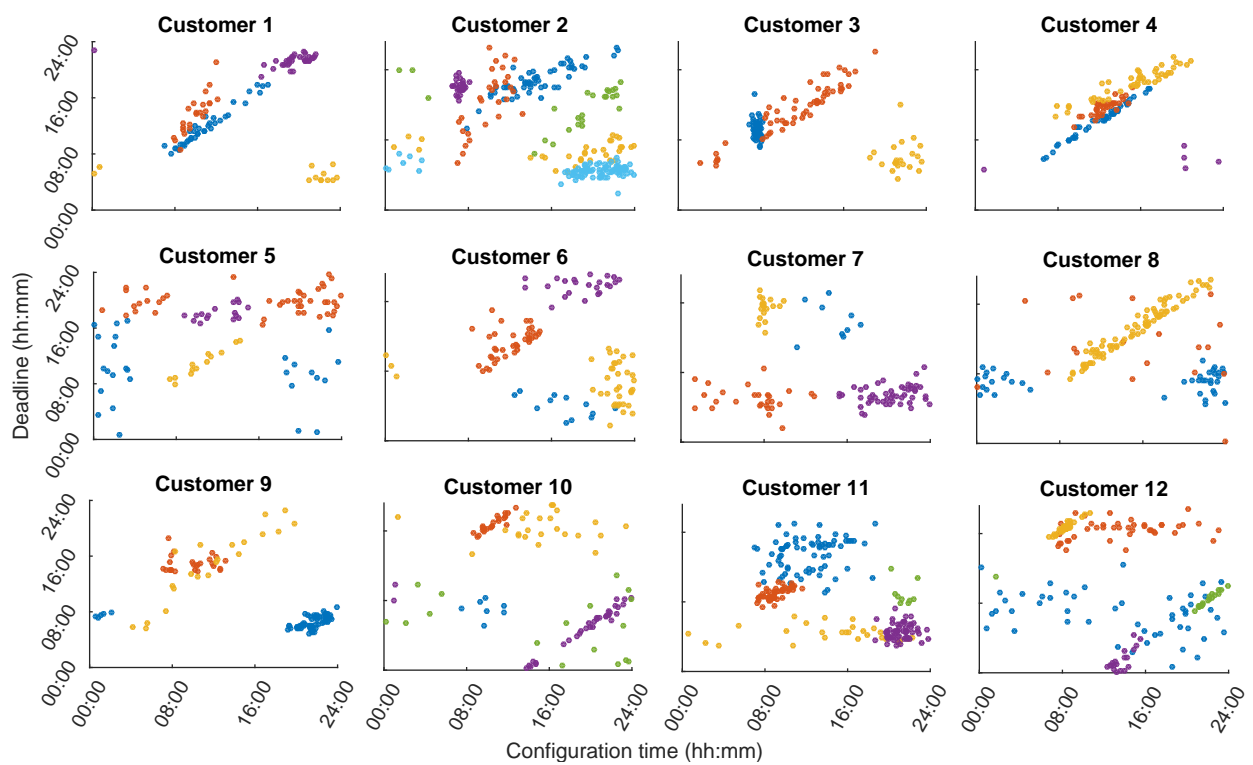 Customer 1
Customer 2
Customer 3
Customer 4
24:00
16:00
08:00
00:00
Customer 5
Customer 6
Customer 7
Customer 8
24:00
16:00
08:00
00:00
Deadline (hh:mm)
Customer 9
Customer 10
Customer 11
Customer 12
24:00
16:00
08:00
00:00
00:00 08:00 16:00 24:00
00:00 08:00 16:00 24:00
00:00 08:00 16:00 24:00
00:00 08:00 16:00 24:00
Configuration time (hh:mm)